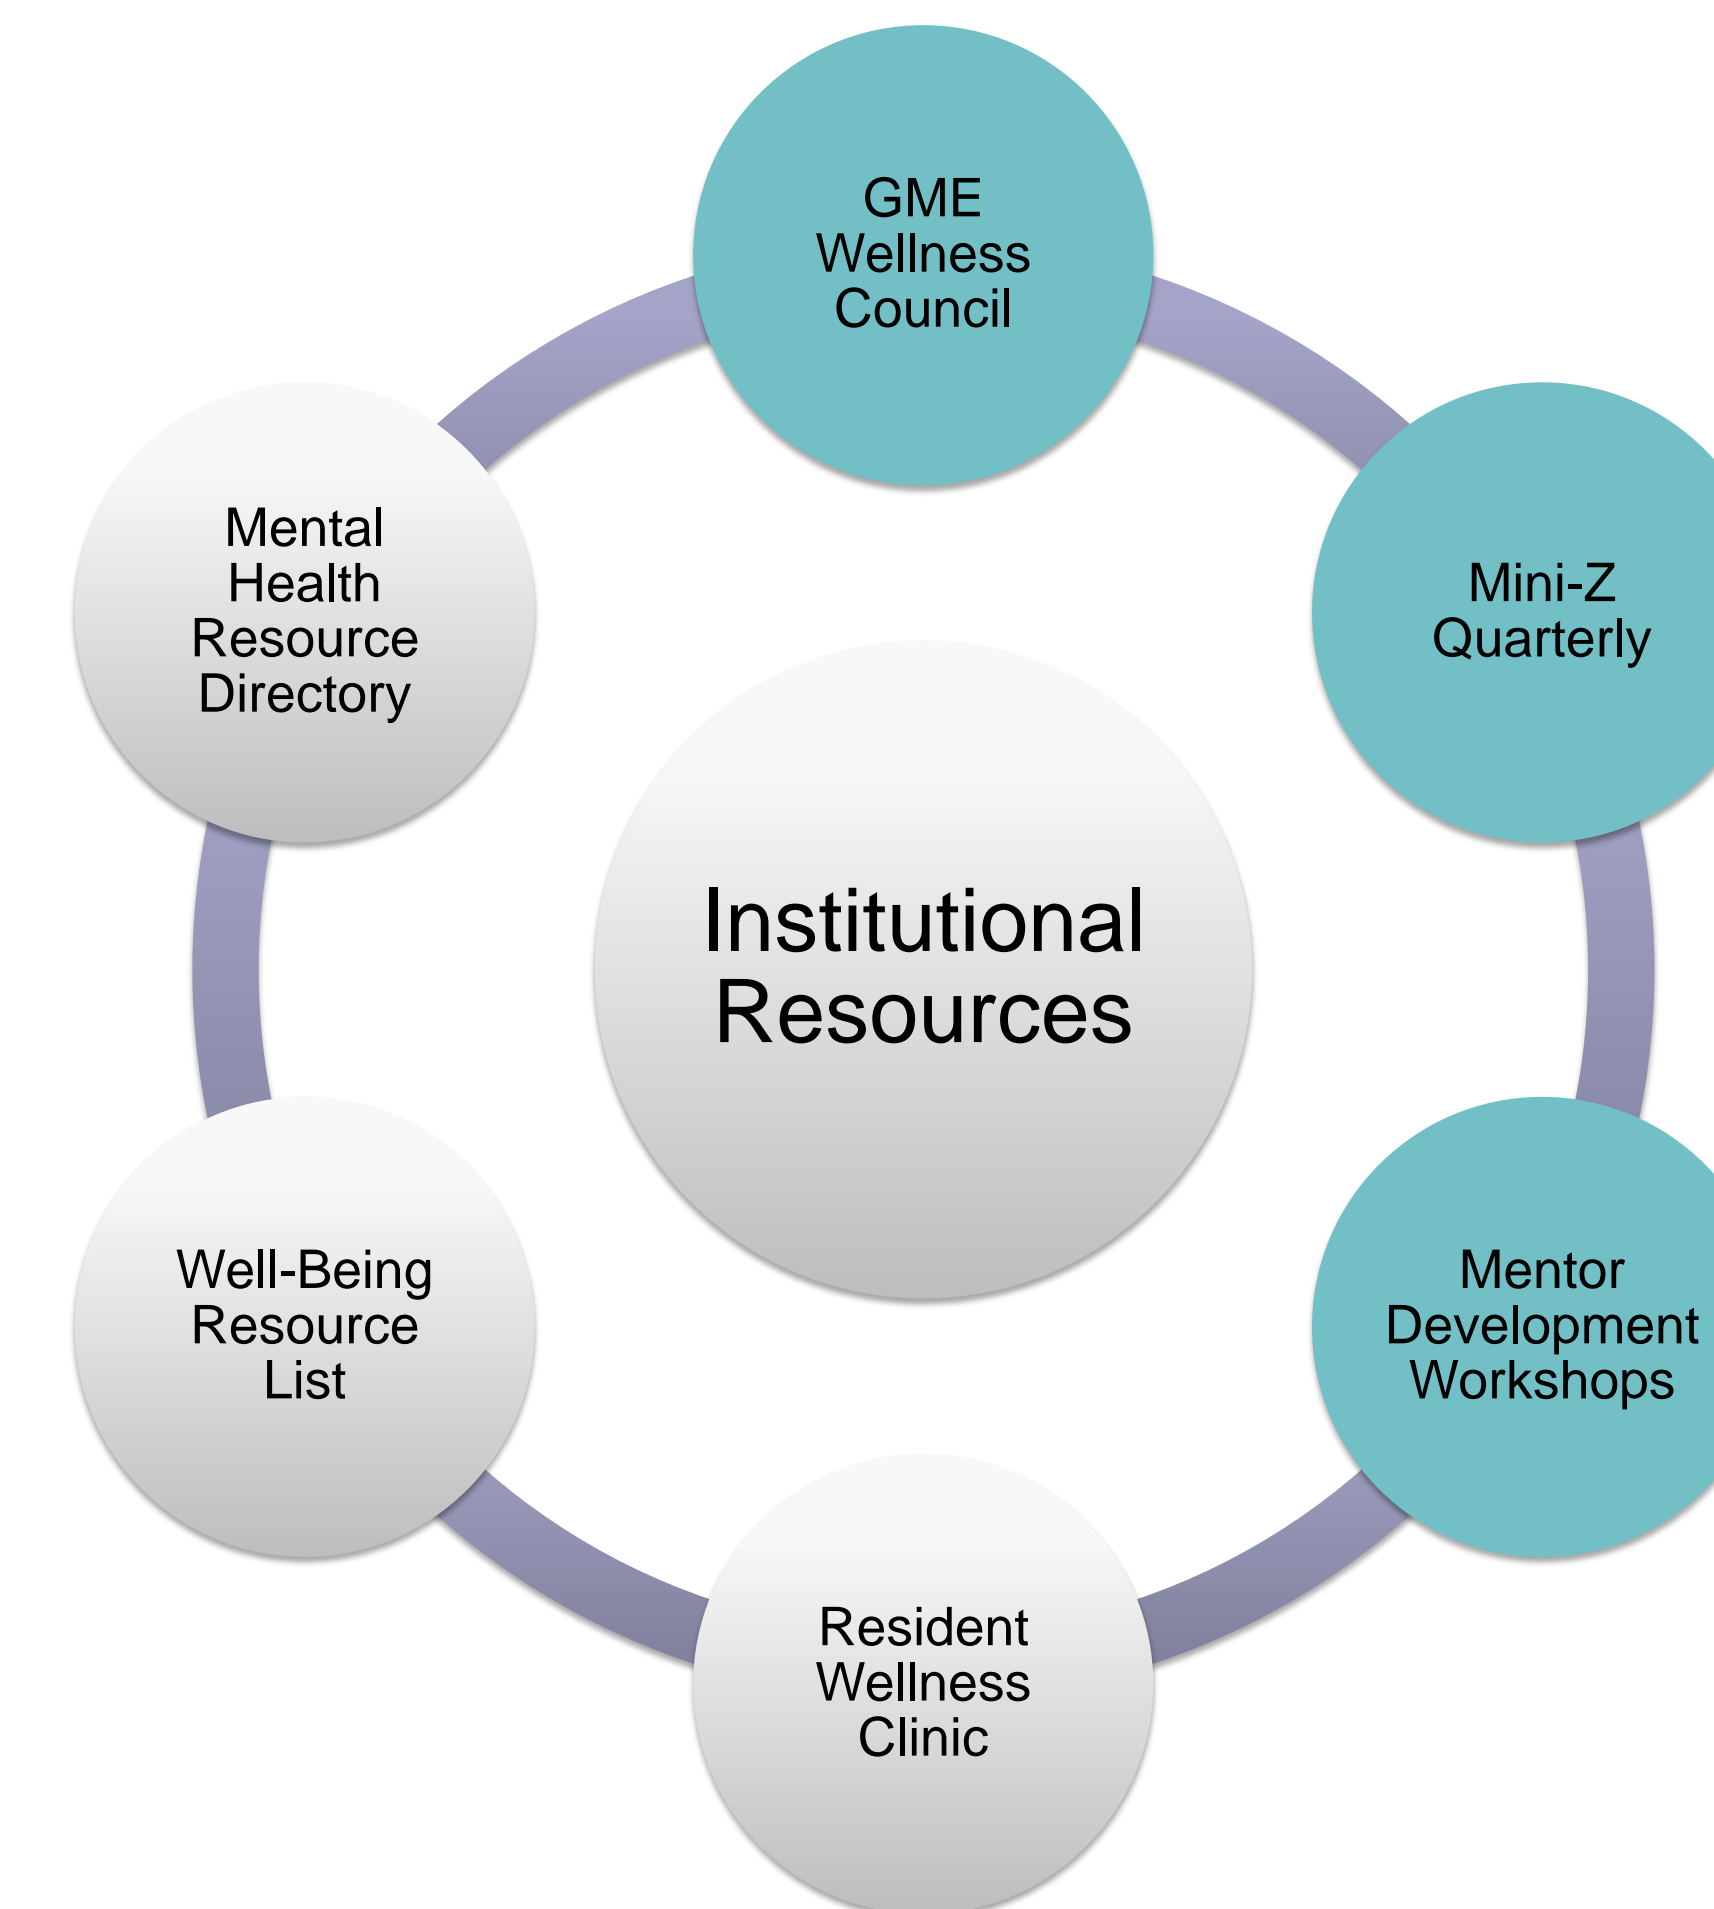 GME
Wellness
Council
Mini-Z
Quarterly
Mentor
Development
Workshops
Resident
Wellness
Clinic
Well-Being
Resource
List
Mental
Health
Resource
Directory
Institutional
Resources